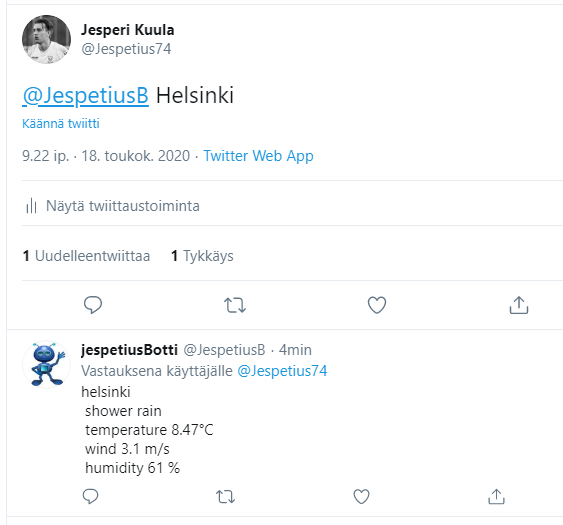 Jesperi Kuula
@Jespetius74
@JespetiusB Helsinki
Käännä twiitti
9.22 ip. · 18. toukok. 2020 · Twitter Web App
Näytä twiittaustoiminta
1 Uudelleentwiittaa 1 Tykkäys
jespetiusBotti @JespetiusB · 4min
Vastauksena käyttäjälle @Jespetius74
helsinki
shower rain
temperature 8.47°C
wind 3.1 m/s
humidity 61 %